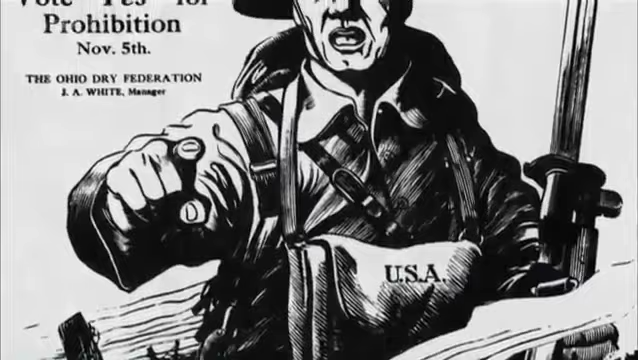 Vote Yes for
Prohibition
Nov. 5th.
THE OHIO DRY FEDERATION
J. A. WHITE, Manager
U.S.A.